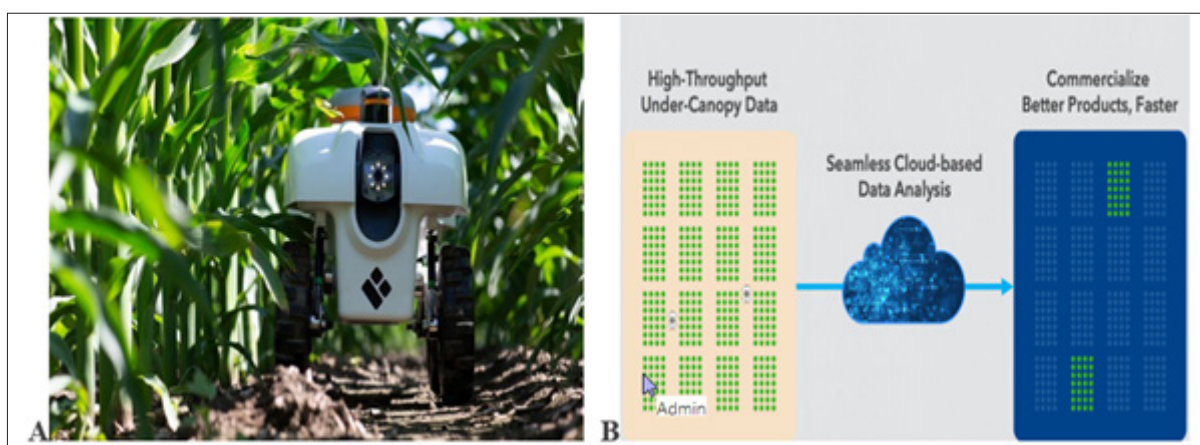 A
High-Throughput
Under-Canopy Data
Seamless Cloud-based
Data Analysis
Commercialize
Better Products, Faster
Admin
B